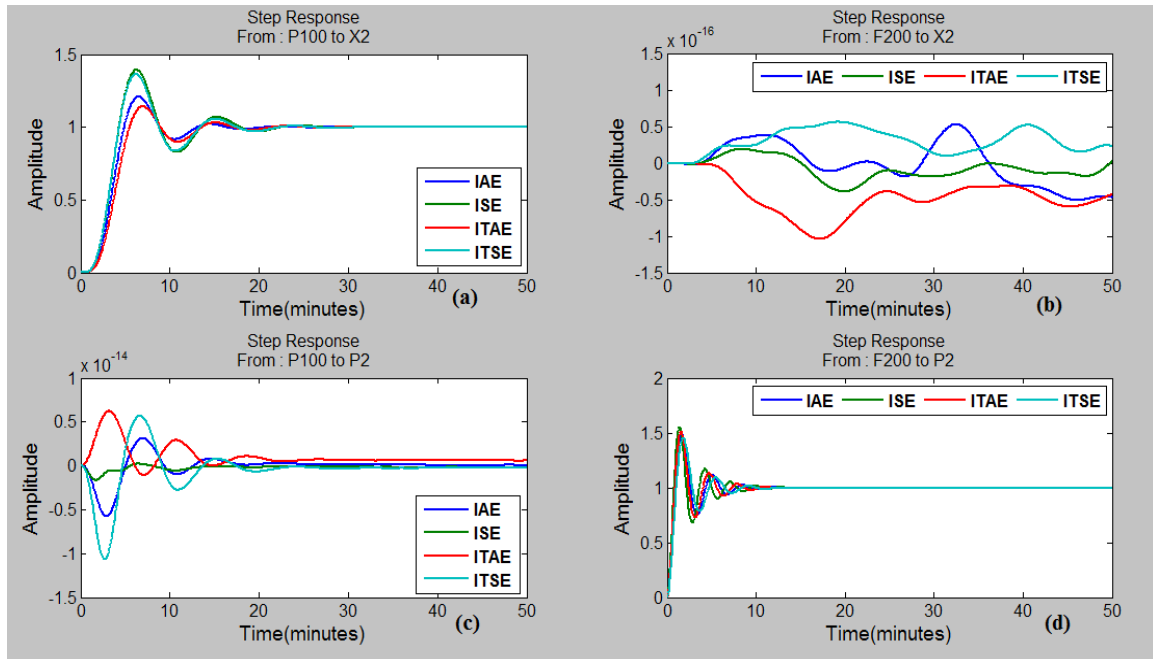 Step Response
From : P100 to X2
1.5
1
0.5
0
Amplitude
IAE
ISE
ITAE
ITSE
0 10 20 30 40 50
Time(minutes)
(a)
Step Response
From : F200 to X2
x 10-16
1.5
1
0.5
0
-0.5
-1
-1.5
Amplitude
IAE ISE ITAE ITSE
0 10 20 30 40 50
Time(minutes)
(b)
Step Response
From : P100 to P2
x 10-14
1
0.5
0
-0.5
-1
-1.5
Amplitude
IAE
ISE
ITAE
ITSE
0 10 20 30 40 50
Time(minutes)
(c)
Step Response
From : F200 to P2
2
1.5
1
0.5
0
Amplitude
IAE ISE ITAE ITSE
0 10 20 30 40 50
Time(minutes)
(d)